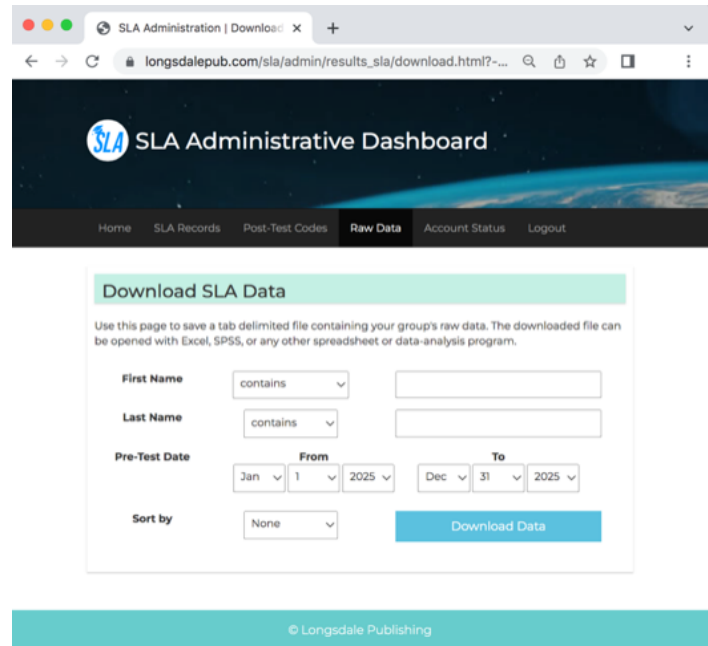 SLA Administration | Download
longsdalepub.com/sla/admin/results_sla/download.html?-...
SLA SLA Administrative Dashboard
Home SLA Records Post-Test Codes Raw Data Account Status Logout
Download SLA Data
Use this page to save a tab delimited file containing your group's raw data. The downloaded file can
be opened with Excel, SPSS, or any other spreadsheet or data-analysis program.
First Name contains
Last Name contains
Pre-Test Date From To
Jan 1 2025 Dec 31 2025
Sort by None Download Data
© Longsdale Publishing